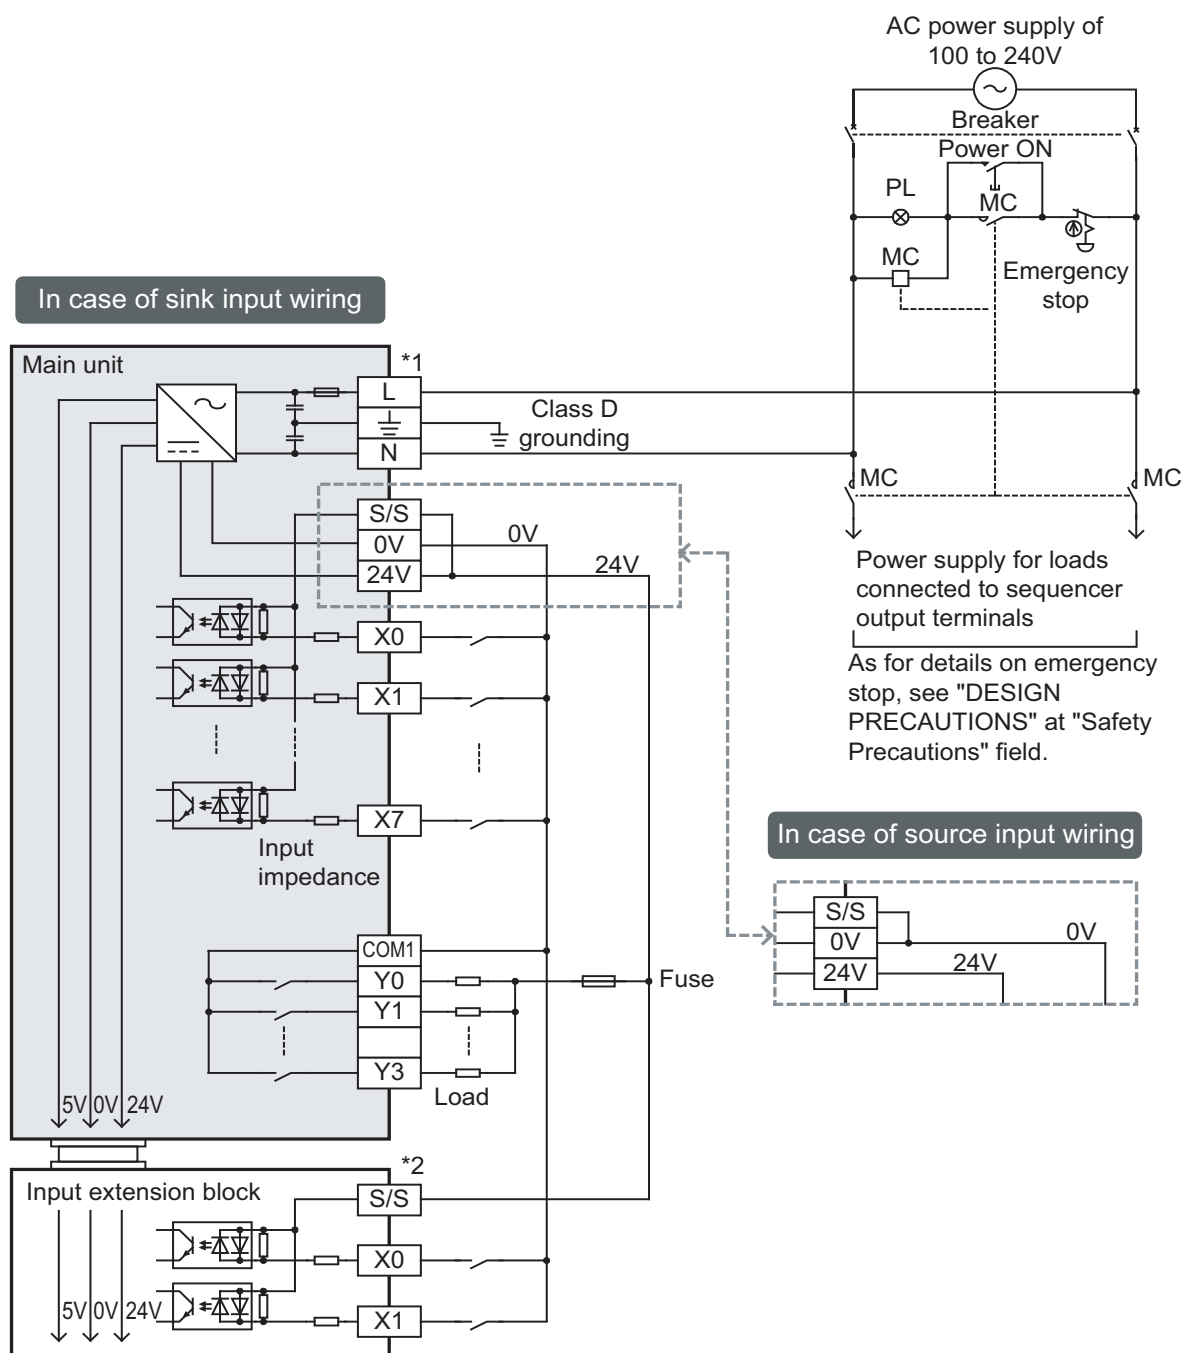 AC power supply of
100 to 240V
Breaker
Power ON
PL
MC
MC
Emergency
stop
In case of sink input wiring
Main unit
*1
L
Class D
grounding
N
MC
MC
S/S
0V
0V
24V
24V
Power supply for loads
connected to sequencer
output terminals
X0
As for details on emergency
stop, see "DESIGN
PRECAUTIONS" at "Safety
Precautions" field.
X1
X7
Input
impedance
In case of source input wiring
S/S
0V
0V
24V
24V
COM1
Y0
Fuse
Y1
Y3
Load
5V 0V 24V
*2
Input extension block
S/S
X0
X1
5V 0V 24V